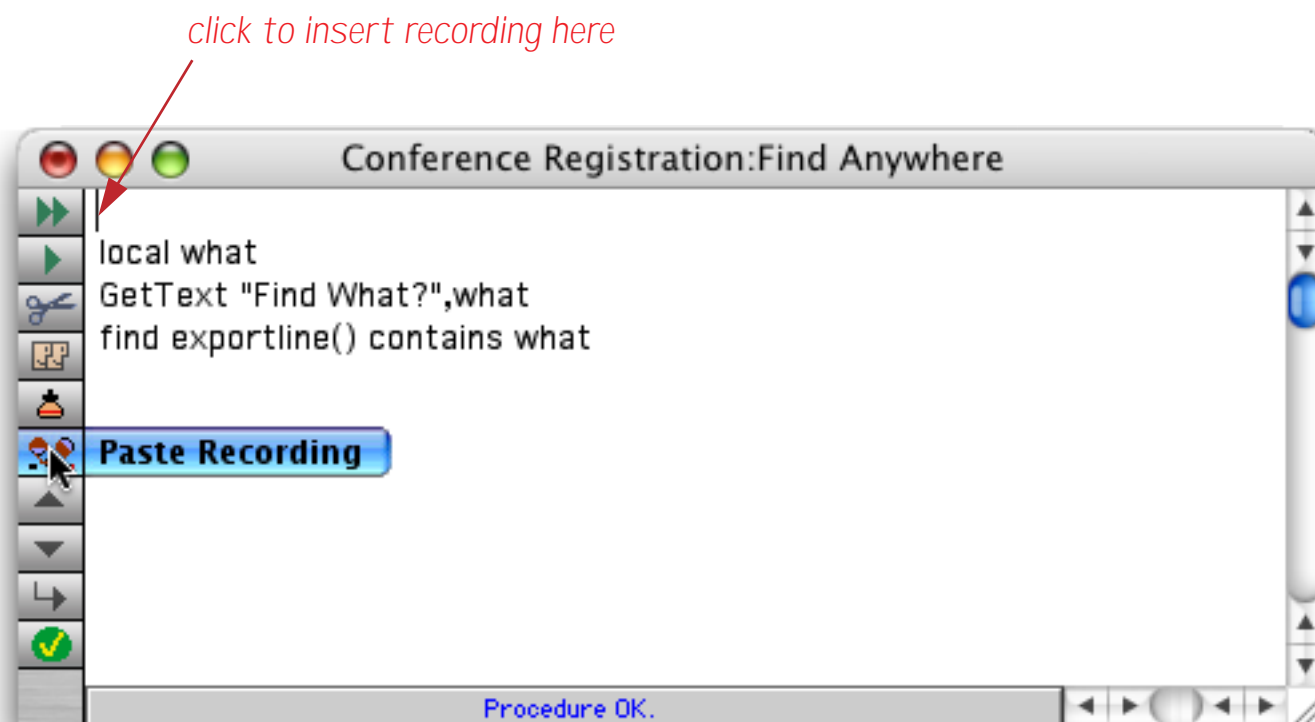 click to insert recording here
Conference Registration:Find Anywhere
local what
GetText "Find What?",what
find exportline() contains what
Paste Recording
Procedure OK.